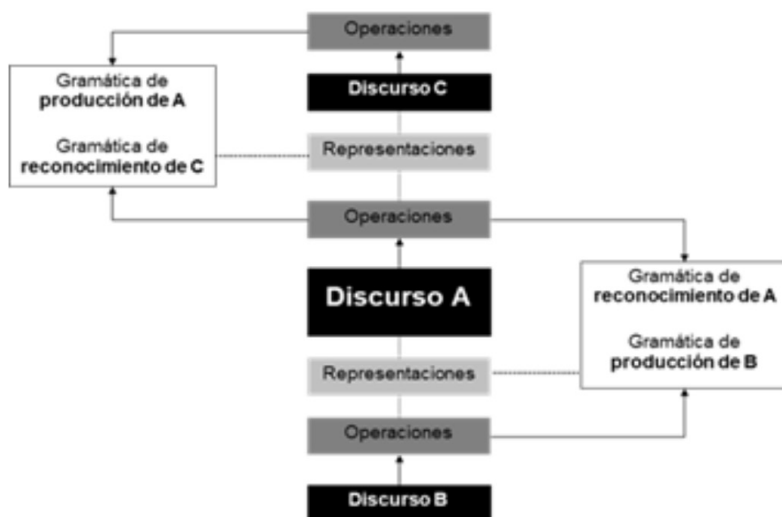 Operaciones
Discurso C
Gramática de
producción de A
Gramática de
reconocimiento de C
Representaciones
Operaciones
Discurso A
Gramática de
reconocimiento de A
Gramática de
producción de B
Representaciones
Operaciones
Discurso B